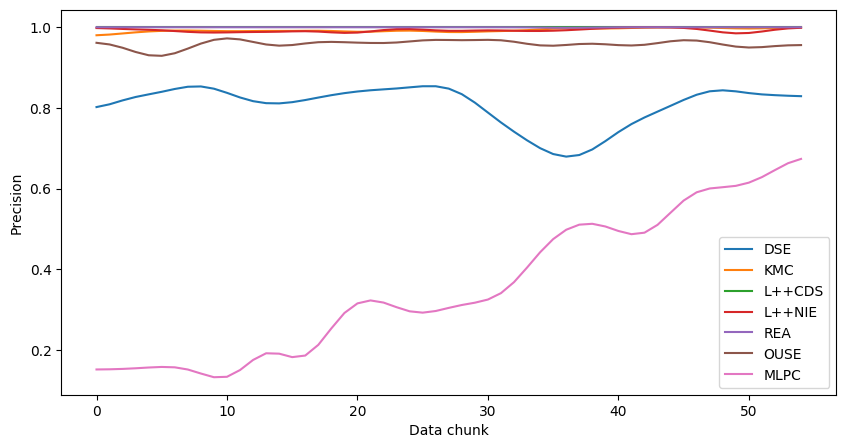 1.0
0.8
0.6
0.4
0.2
Precision
0
10
20
30
40
50
Data chunk
DSE
KMC
L++CDS
L++NIE
REA
OUSE
MLPC